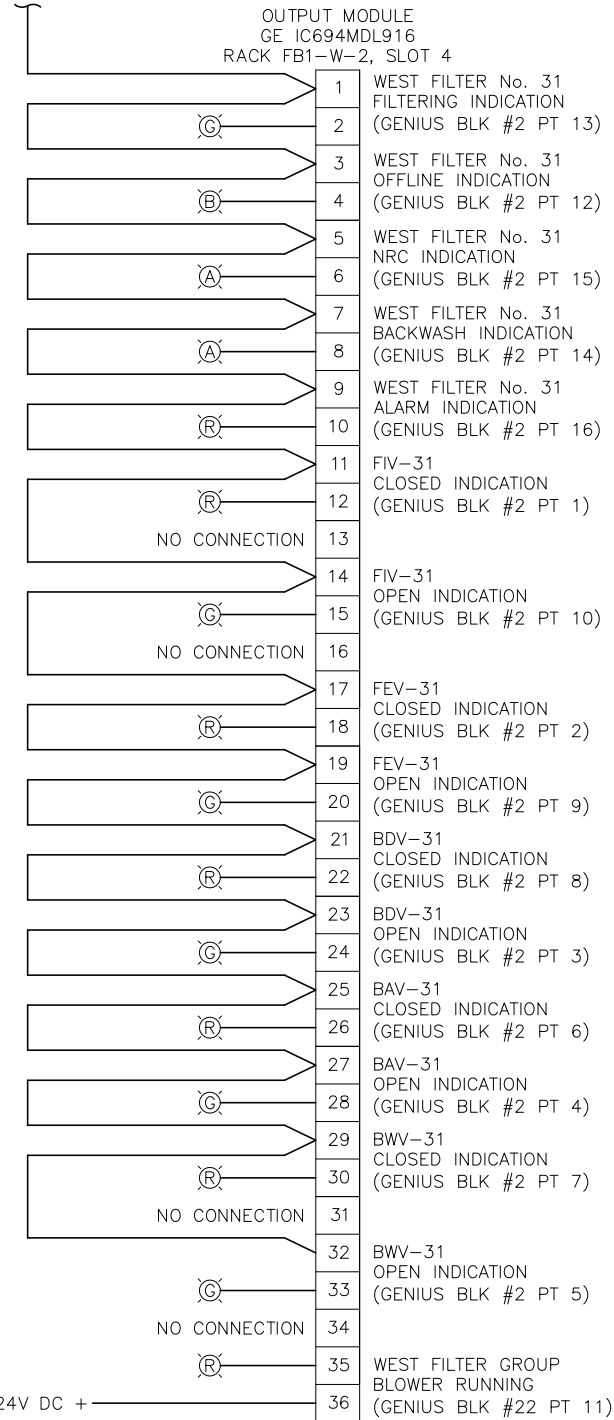 OUTPUT MODULE
GE IC694MDL916
RACK FB1-W-2, SLOT 4
1 WEST FILTER No. 31
FILTERING INDICATION
G 2 (GENIUS BLK #2 PT 13)
3 WEST FILTER No. 31
OFFLINE INDICATION
B 4 (GENIUS BLK #2 PT 12)
5 WEST FILTER No. 31
NRC INDICATION
A 6 (GENIUS BLK #2 PT 15)
7 WEST FILTER No. 31
BACKWASH INDICATION
A 8 (GENIUS BLK #2 PT 14)
9 WEST FILTER No. 31
ALARM INDICATION
R 10 (GENIUS BLK #2 PT 16)
11 FIV-31
CLOSED INDICATION
R 12 (GENIUS BLK #2 PT 1)
NO CONNECTION 13
14 FIV-31
OPEN INDICATION
G 15 (GENIUS BLK #2 PT 10)
NO CONNECTION 16
17 FEV-31
CLOSED INDICATION
R 18 (GENIUS BLK #2 PT 2)
19 FEV-31
OPEN INDICATION
G 20 (GENIUS BLK #2 PT 9)
21 BDV-31
CLOSED INDICATION
R 22 (GENIUS BLK #2 PT 8)
23 BDV-31
OPEN INDICATION
G 24 (GENIUS BLK #2 PT 3)
25 BAV-31
CLOSED INDICATION
R 26 (GENIUS BLK #2 PT 6)
27 BAV-31
OPEN INDICATION
G 28 (GENIUS BLK #2 PT 4)
29 BWV-31
CLOSED INDICATION
R 30 (GENIUS BLK #2 PT 7)
NO CONNECTION 31
32 BWV-31
OPEN INDICATION
G 33 (GENIUS BLK #2 PT 5)
NO CONNECTION 34
R 35 WEST FILTER GROUP
BLOWER RUNNING
24V DC + 36 (GENIUS BLK #22 PT 11)